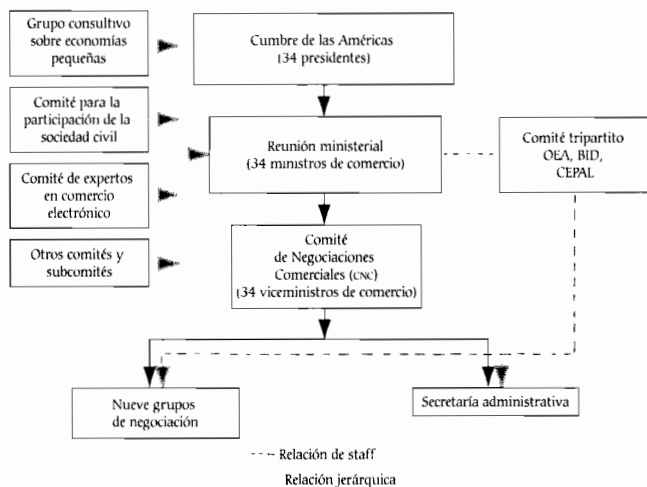 Grupo consultivo
sobre economías
pequeñas
Cumbre de las Américas
(34 presidentes)
Comité para la
participación de la
sociedad civil
Reunión ministerial
(34 ministros de comercio)
Comité tripartito
OEA, BID,
CEPAL
Comité de expertos
en comercio
electrónico
Otros comités y
subcomités
Comité
de Negociaciones
Comerciales (CNC)
(34 viceministros de comercio)
Nueve grupos
de negociación
Secretaría administrativa
Relación de staff
Relación jerárquica